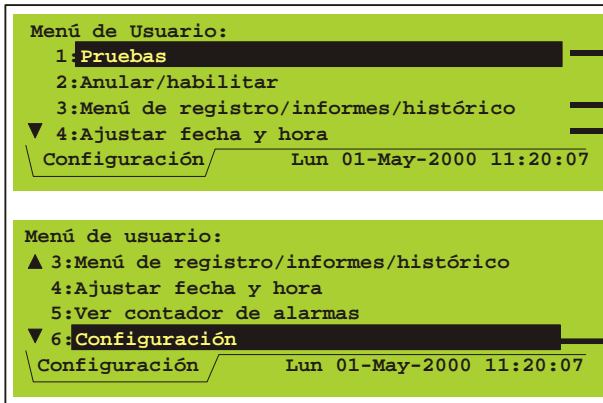 Menú de Usuario:
1:Pruebas
2:Anular/habilitar
3:Menú de registro/informes/histórico
▼ 4:Ajustar fecha y hora
Configuración Lun 01-May-2000 11:20:07
Menú de usuario:
▲ 3:Menú de registro/informes/histórico
4:Ajustar fecha y hora
5:Ver contador de alarmas
▼ 6:Configuración
Configuración Lun 01-May-2000 11:20:07